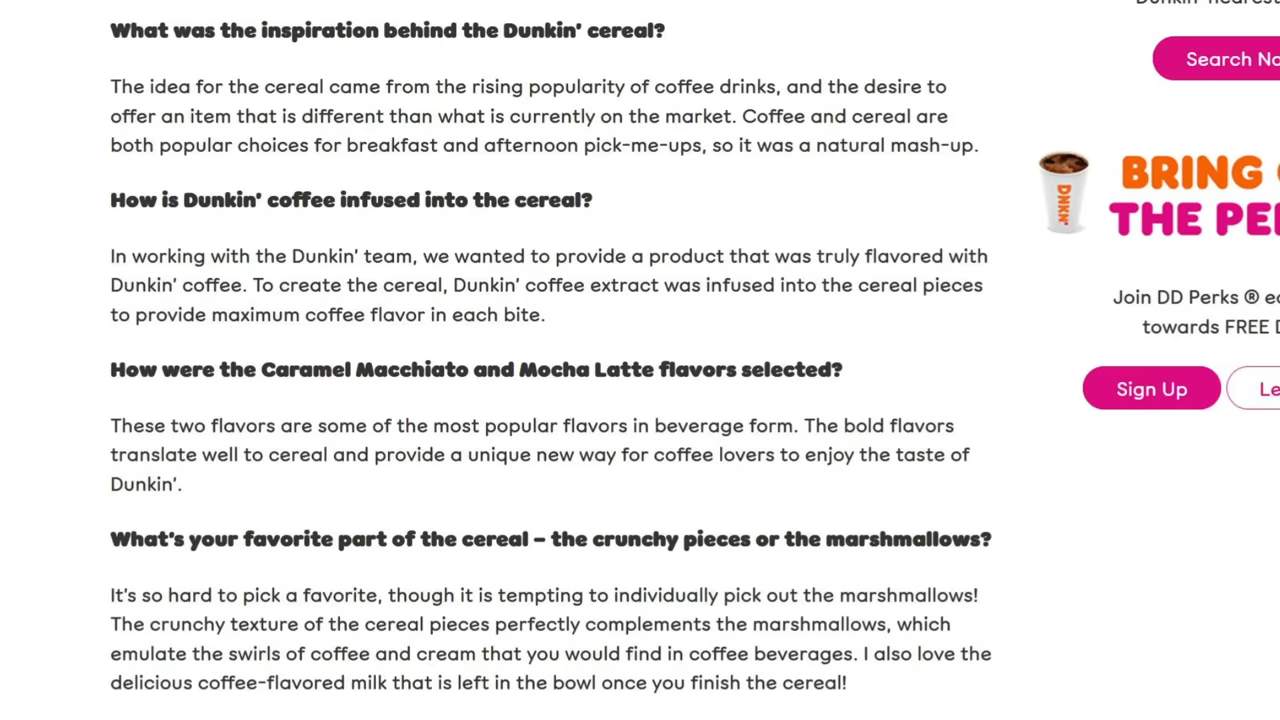 What was the inspiration behind the Dunkin' cereal?
The idea for the cereal came from the rising popularity of coffee drinks, and the desire to
offer an item that is different than what is currently on the market. Coffee and cereal are
both popular choices for breakfast and afternoon pick-me-ups, so it was a natural mash-up.
How is Dunkin' coffee infused into the cereal?
In working with the Dunkin' team, we wanted to provide a product that was truly flavored with
Dunkin' coffee. To create the cereal, Dunkin' coffee extract was infused into the cereal pieces
to provide maximum coffee flavor in each bite.
How were the Caramel Macchiato and Mocha Latte flavors selected?
These two flavors are some of the most popular flavors in beverage form. The bold flavors
translate well to cereal and provide a unique new way for coffee lovers to enjoy the taste of
Dunkin'.
What's your favorite part of the cereal – the crunchy pieces or the marshmallows?
It's so hard to pick a favorite, though it is tempting to individually pick out the marshmallows!
The crunchy texture of the cereal pieces perfectly complements the marshmallows, which
emulate the swirls of coffee and cream that you would find in coffee beverages. I also love the
delicious coffee-flavored milk that is left in the bowl once you finish the cereal!
Search
DNKN'
BRING
THE
Join DD Perks ®
towards FREE
Sign Up